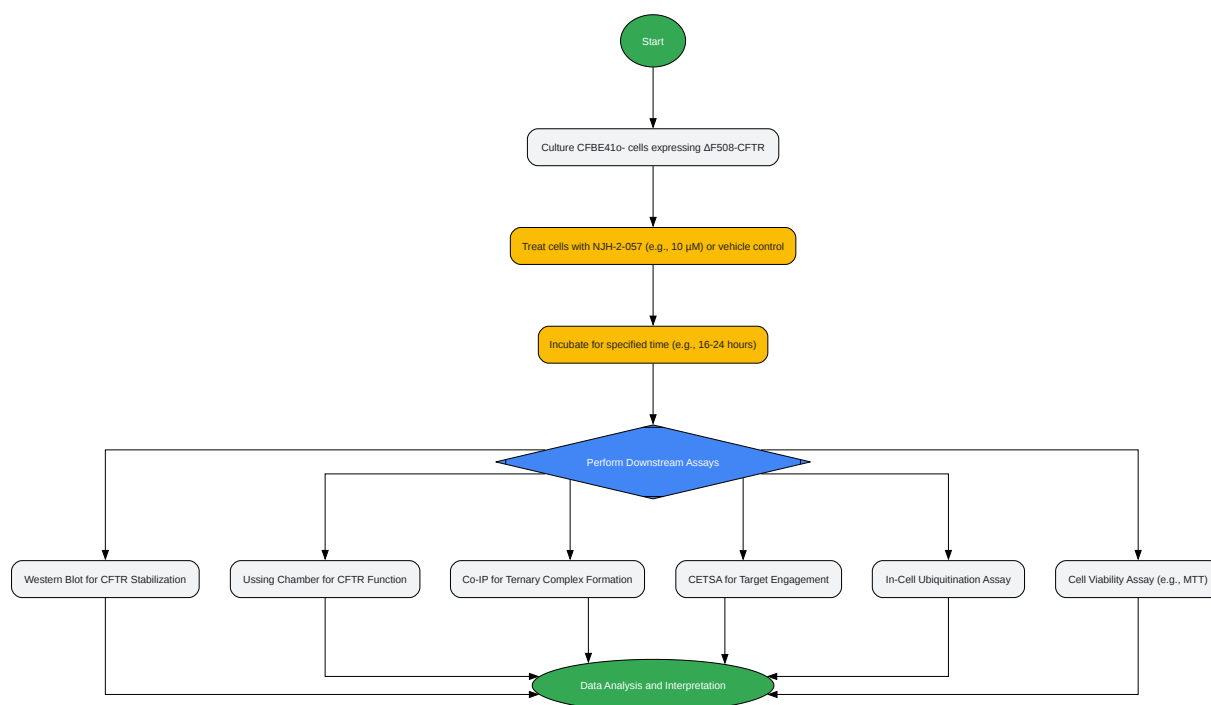 Start
Culture CFBE41o- cells expressing ΔF508-CFTR
Treat cells with NJH-2-057 (e.g., 10 µM) or vehicle control
Incubate for specified time (e.g., 16-24 hours)
Perform Downstream Assays
Western Blot for CFTR Stabilization
Ussing Chamber for CFTR Function
Co-IP for Ternary Complex Formation
CETSA for Target Engagement
In-Cell Ubiquitination Assay
Cell Viability Assay (e.g., MTT)
Data Analysis and Interpretation